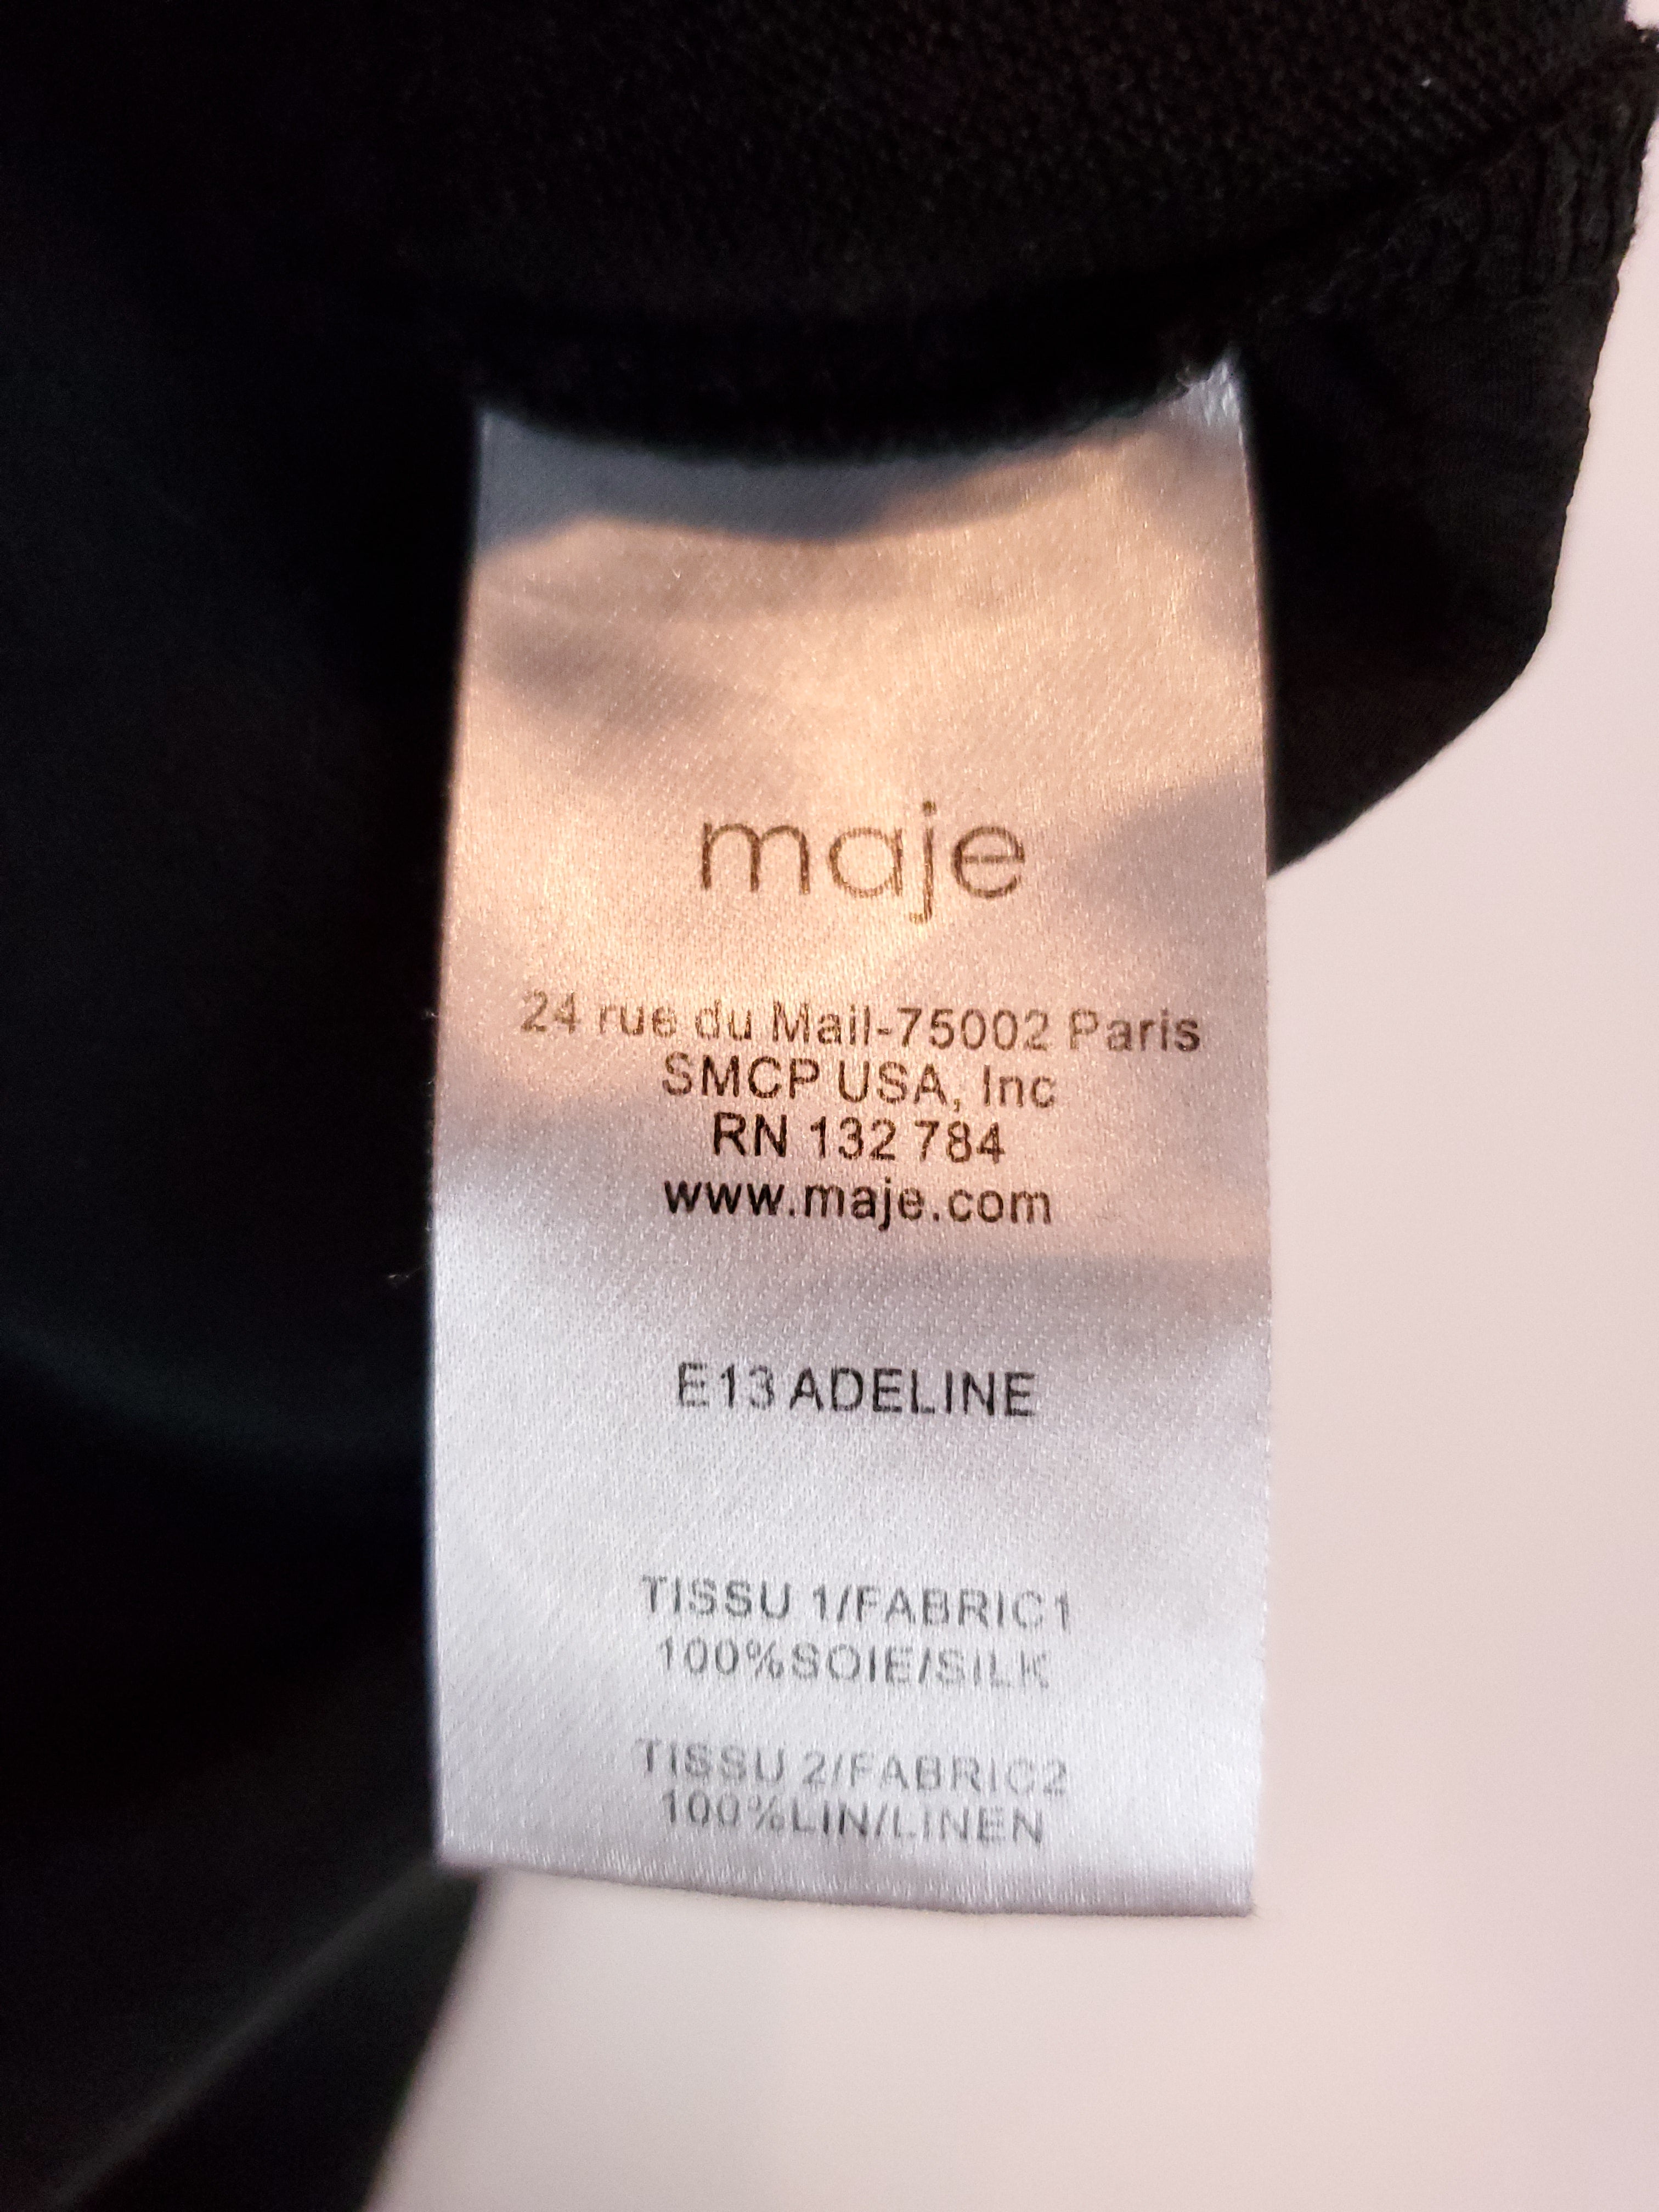 maje
24 rue du Mail-75002 Paris
SMCP USA, Inc
RN 132 784
www.maje.com
E13 ADELINE
TISSU 1/FABRIC1
100%SOIE/SILK
TISSU 2/FABRIC2
100%LIN/LINEN